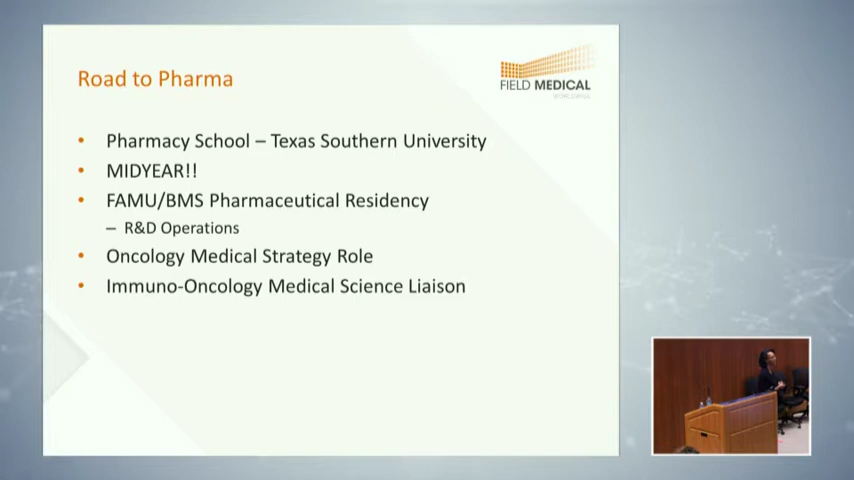 Road to Pharma
FIELD MEDICAL
WORLDWIDE
• Pharmacy School – Texas Southern University
• MIDYEAR!!
• FAMU/BMS Pharmaceutical Residency
– R&D Operations
• Oncology Medical Strategy Role
• Immuno-Oncology Medical Science Liaison